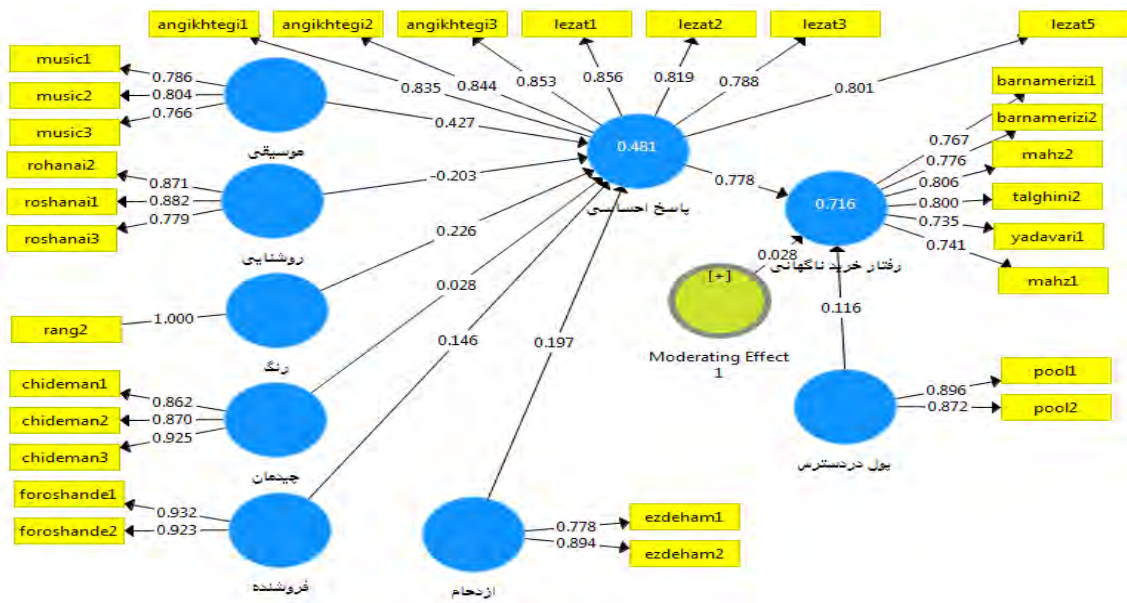 angikhtegi1
angikhtegi2
angikhtegi3
lezat1
lezat2
lezat3
lezat5
0.835
0.844
0.853
0.856
0.819
0.788
0.801
music1
music2
music3
0.786
0.804
0.766
موسیقی
0.427
rohanai2
roshanai1
roshanai3
0.871
0.882
0.779
روشنایی
-0.203
rang2
1.000
رنگ
0.226
chideman1
chideman2
chideman3
0.862
0.870
0.925
چیدمان
0.028
foroshande1
foroshande2
0.932
0.923
فروشنده
0.146
0.481
پاسخ احساسی
0.778
0.716
رفتار خرید ناگهانی
barnamerizi1
barnamerizi2
mahz2
talghini2
yadavari1
mahz1
0.767
0.776
0.806
0.800
0.735
0.741
[+]
Moderating Effect
1
0.028
0.116
pool1
pool2
0.896
0.872
پول دردسترس
0.197
ezdeham1
ezdeham2
0.778
0.894
ازدحام